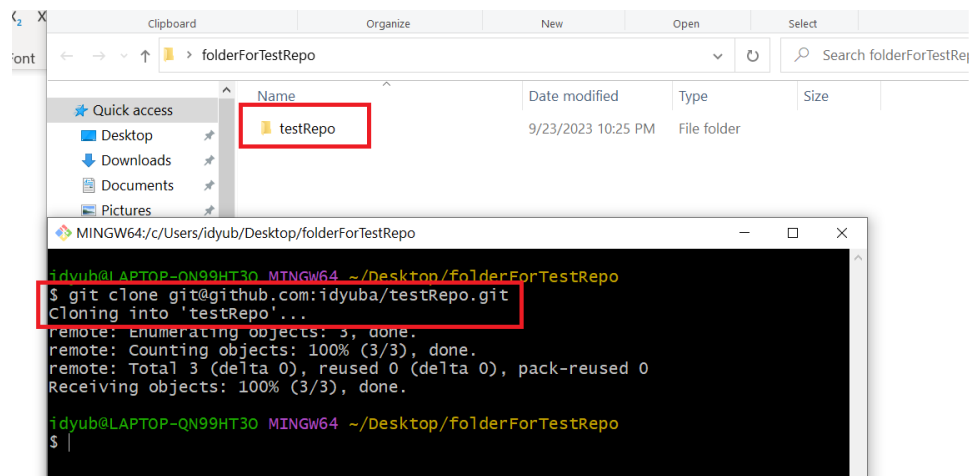 X₂ X
Clipboard Organize New Open Select
ont
folderForTestRepo Search folderForTestRep
Name Date modified Type Size
Quick access
testRepo 9/23/2023 10:25 PM File folder
Desktop
Downloads
Documents
Pictures
MINGW64:/c/Users/idyub/Desktop/folderForTestRepo
idyub@LAPTOP-QN99HT3O MINGW64 ~/Desktop/folderForTestRepo
$ git clone git@github.com:idyuba/testRepo.git
Cloning into 'testRepo'...
remote: Enumerating objects: 3, done.
remote: Counting objects: 100% (3/3), done.
remote: Total 3 (delta 0), reused 0 (delta 0), pack-reused 0
Receiving objects: 100% (3/3), done.
idyub@LAPTOP-QN99HT3O MINGW64 ~/Desktop/folderForTestRepo
$